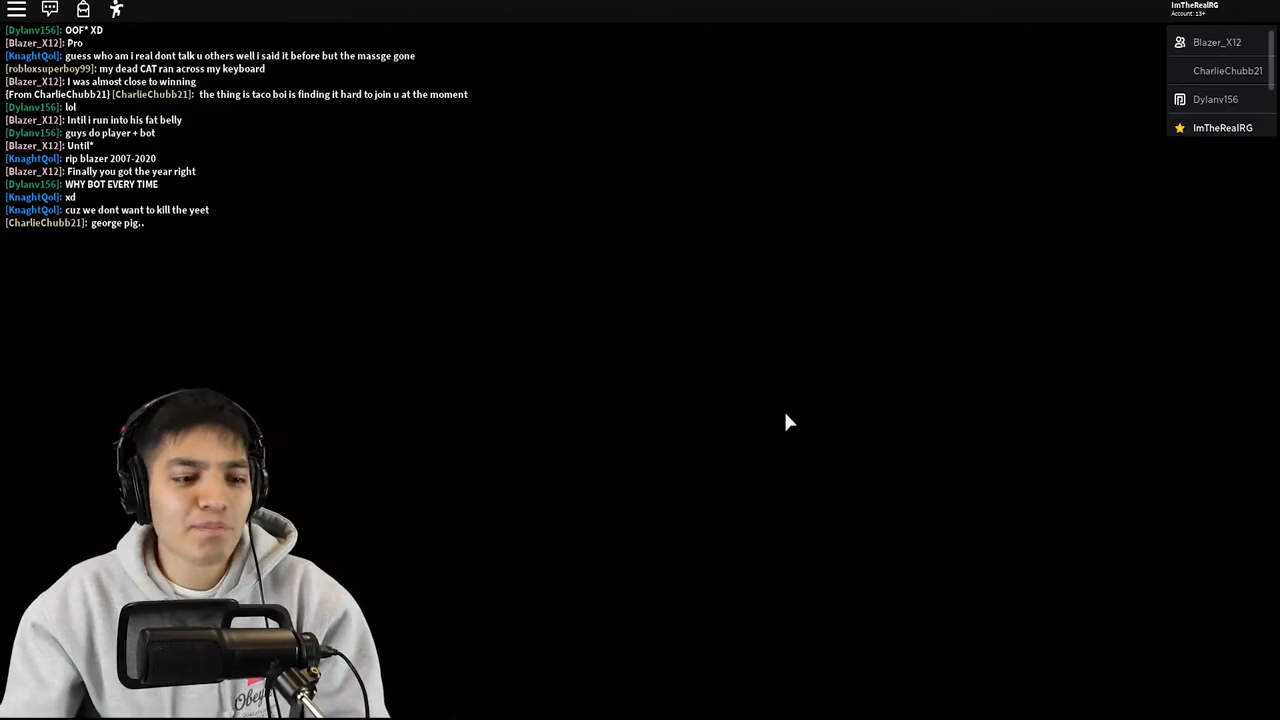 ImTheRealRG
Account: 13+
[Dylanv156]: OOF* XD
[Blazer_X12]: Pro
[KnaghtQol]: guess who am i real dont talk u others well i said it before but the massge gone
[robloxsuperboy99]: my dead CAT ran across my keyboard
[Blazer_X12]: I was almost close to winning
{From CharlieChubb21} [CharlieChubb21]: the thing is taco boi is finding it hard to join u at the moment
[Dylanv156]: lol
[Blazer_X12]: Intil i run into his fat belly
[Dylanv156]: guys do player + bot
[Blazer_X12]: Until*
[KnaghtQol]: rip blazer 2007-2020
[Blazer_X12]: Finally you got the year right
[Dylanv156]: WHY BOT EVERY TIME
[KnaghtQol]: xd
[KnaghtQol]: cuz we dont want to kill the yeet
[CharlieChubb21]: george pig..
Blazer_X12
CharlieChubb21
Dylanv156
ImTheRealRG
Obey